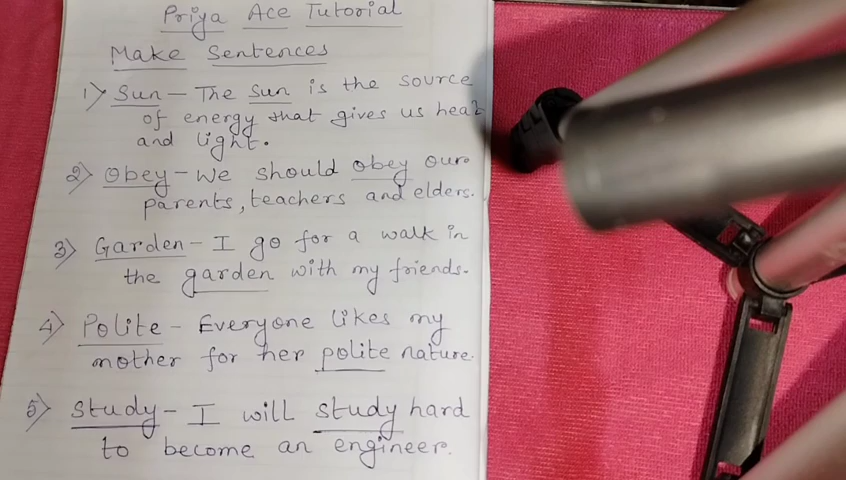 Priya Ace Tutorial
Make Sentences
1) Sun - The Sun is the source
of energy that gives us heat
and light.
2) Obey - We should obey our
parents, teachers and elders.
3) Garden - I go for a walk in
the garden with my friends.
4) Polite - Everyone likes my
mother for her polite nature.
5) Study - I will study hard
to become an engineer.